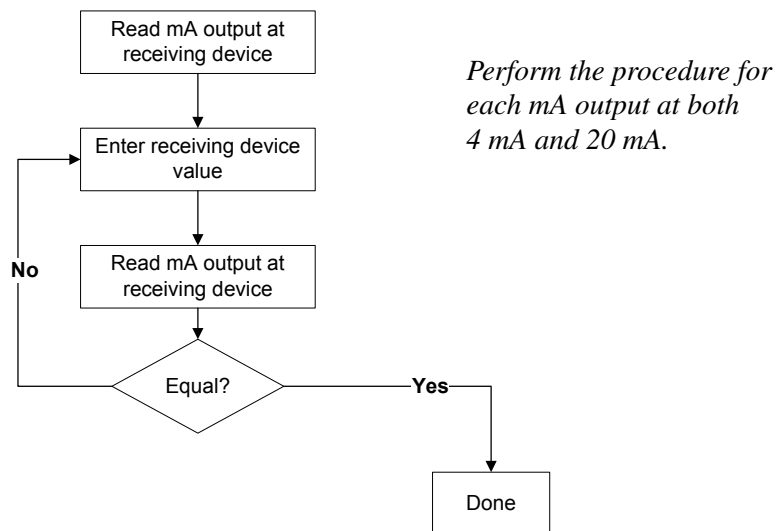 Read mA output at
receiving device
Perform the procedure for
each mA output at both
4 mA and 20 mA.
Enter receiving device
value
Read mA output at
receiving device
No
Equal?
Yes
Done